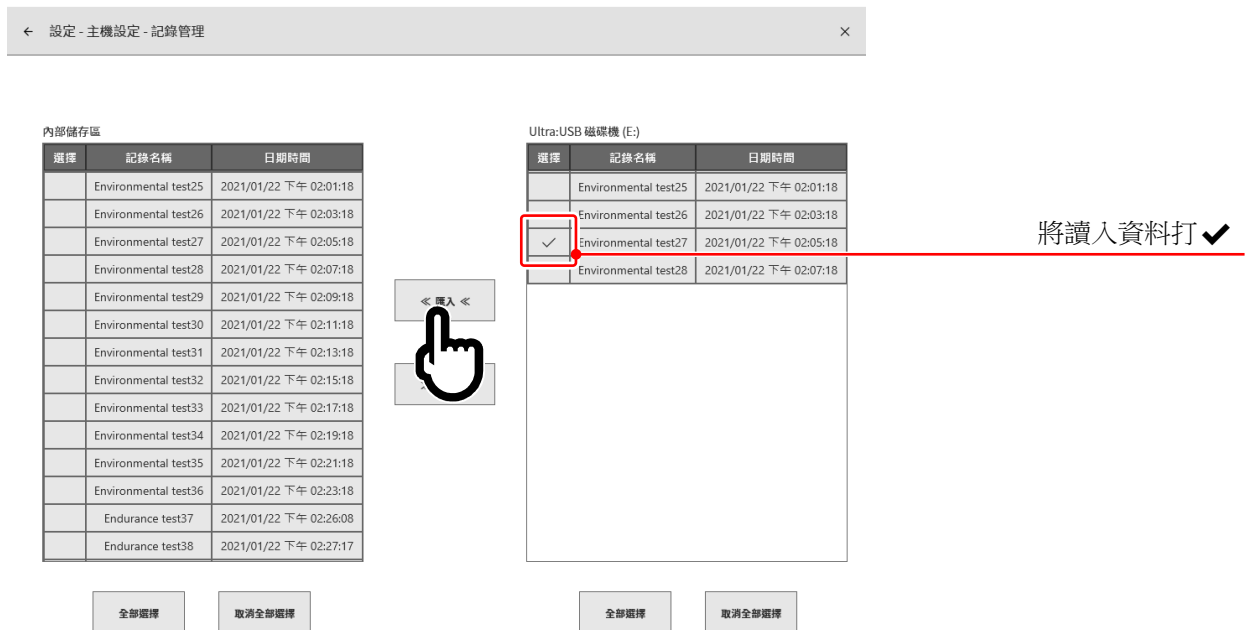 ← 設定 - 主機設定 - 記錄管理 ×
內部儲存區
選擇 記錄名稱 日期時間
Environmental test25 2021/01/22 下午 02:01:18
Environmental test26 2021/01/22 下午 02:03:18
Environmental test27 2021/01/22 下午 02:05:18
Environmental test28 2021/01/22 下午 02:07:18
Environmental test29 2021/01/22 下午 02:09:18
Environmental test30 2021/01/22 下午 02:11:18
Environmental test31 2021/01/22 下午 02:13:18
Environmental test32 2021/01/22 下午 02:15:18
Environmental test33 2021/01/22 下午 02:17:18
Environmental test34 2021/01/22 下午 02:19:18
Environmental test35 2021/01/22 下午 02:21:18
Environmental test36 2021/01/22 下午 02:23:18
Endurance test37 2021/01/22 下午 02:26:08
Endurance test38 2021/01/22 下午 02:27:17
全部選擇 取消全部選擇
≪ 匯入 ≪
Ultra:USB 磁碟機 (E:)
選擇 記錄名稱 日期時間
Environmental test25 2021/01/22 下午 02:01:18
Environmental test26 2021/01/22 下午 02:03:18
✓ Environmental test27 2021/01/22 下午 02:05:18
Environmental test28 2021/01/22 下午 02:07:18
全部選擇 取消全部選擇
將讀入資料打✔